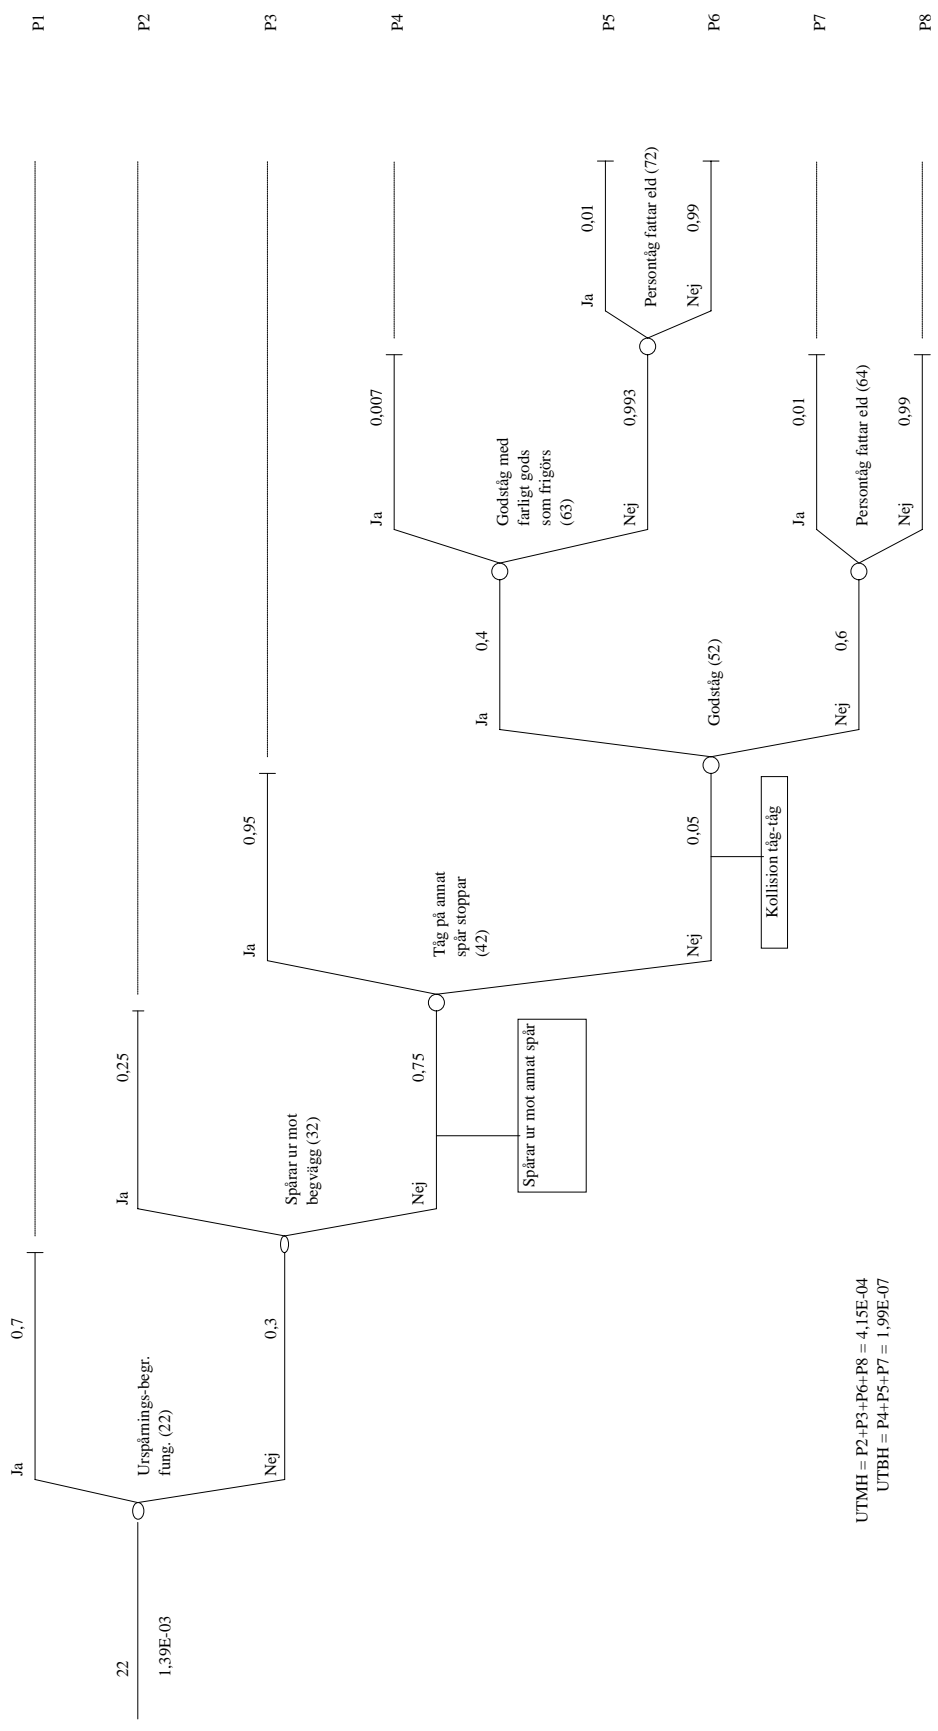 22
1,39E-03
Urspårnings-begr.
fung. (22)
Ja
0,7
P1
Nej
0,3
Spårar ur mot
begvägg (32)
Ja
0,25
P2
Nej
0,75
Spårar ur mot annat spår
Tåg på annat
spår stoppar
(42)
Ja
0,95
P3
Nej
0,05
Kollision tåg-tåg
Godståg (52)
Ja
0,4
Godståg med
farligt gods
som frigörs
(63)
Ja
0,007
P4
Nej
0,993
Persontåg fattar eld (72)
Ja
0,01
P5
Nej
0,99
P6
Nej
0,6
Persontåg fattar eld (64)
Ja
0,01
P7
Nej
0,99
P8
UTMH = P2+P3+P6+P8 = 4,15E-04
UTBH = P4+P5+P7 = 1,99E-07